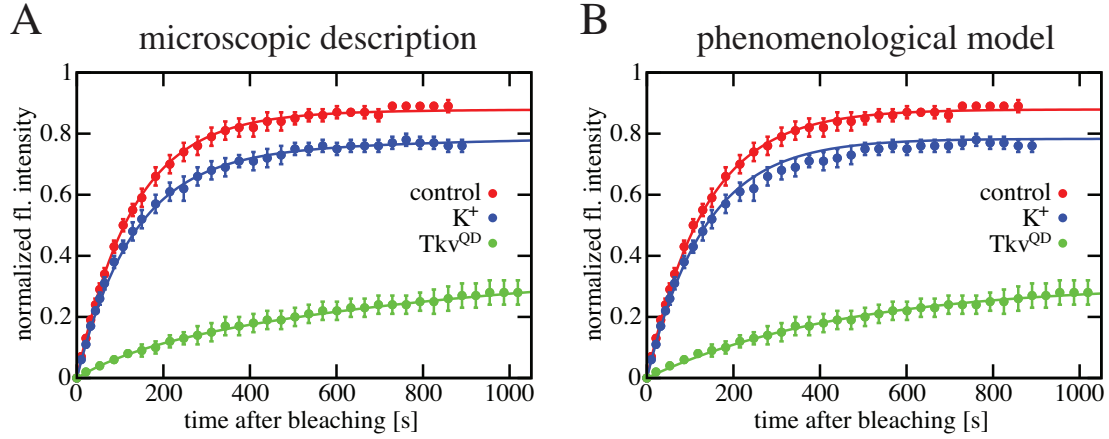 A
microscopic description
normalized fl. intensity
1
0.8
0.6
0.4
0.2
0
control
K⁺
Tkv^QD
0 200 400 600 800 1000
time after bleaching [s]
B
phenomenological model
normalized fl. intensity
1
0.8
0.6
0.4
0.2
0
control
K⁺
Tkv^QD
0 200 400 600 800 1000
time after bleaching [s]